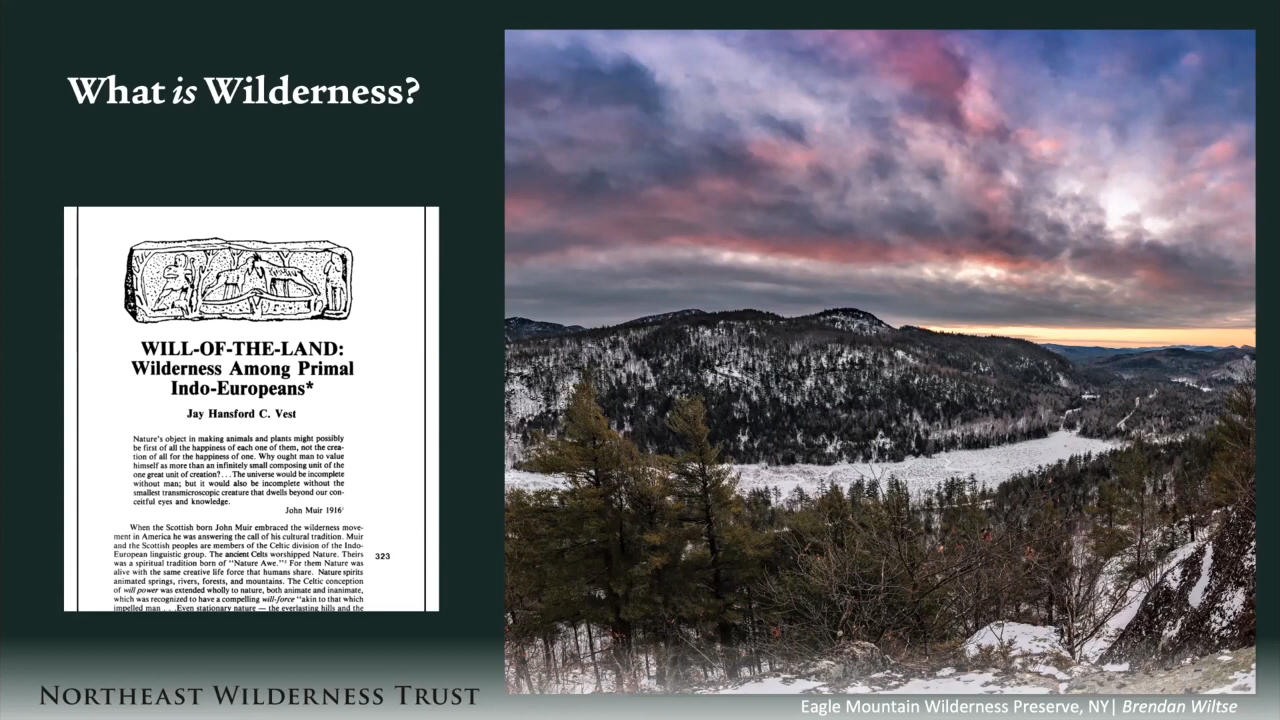 What is Wilderness?
WILL-OF-THE-LAND:
Wilderness Among Primal
Indo-Europeans*
Jay Hansford C. Vest
Nature's object in making animals and plants might possibly
be first of all the happiness of each one of them, not the crea-
tion of all for the happiness of one. Why ought man to value
himself as more than an infinitely small composing unit of the
one great unit of creation?. . .The universe would be incomplete
without man; but it would also be incomplete without the
smallest transmicroscopic creature that dwells beyond our con-
ceitful eyes and knowledge.
John Muir 1916¹
When the Scottish born John Muir embraced the wilderness move-
ment in America he was answering the call of his cultural tradition. Muir
and the Scottish peoples are members of the Celtic division of the Indo-
European linguistic group. The ancient Celts worshipped Nature. Theirs
was a spiritual tradition born of "Nature Awe."² For them Nature was
alive with the same creative life force that humans share. Nature spirits
animated springs, rivers, forests, and mountains. The Celtic conception
of will power was extended wholly to nature, both animate and inanimate,
which was recognized to have a compelling will-force "akin to that which
impelled man . . .Even stationary nature — the everlasting hills and the
323
NORTHEAST WILDERNESS TRUST
Eagle Mountain Wilderness Preserve, NY| Brendan Wiltse